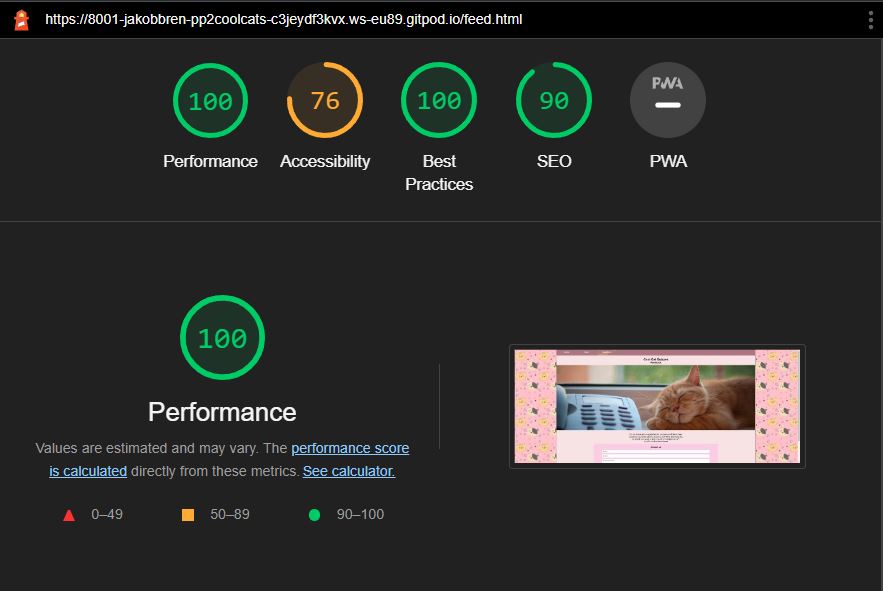 https://8001-jakobbren-pp2coolcats-c3jeydf3kvx.ws-eu89.gitpod.io/feed.html
100
76
100
90
PWA
Performance
Accessibility
Best
Practices
SEO
PWA
100
Performance
Values are estimated and may vary. The performance score
is calculated directly from these metrics. See calculator.
0–49
50–89
90–100